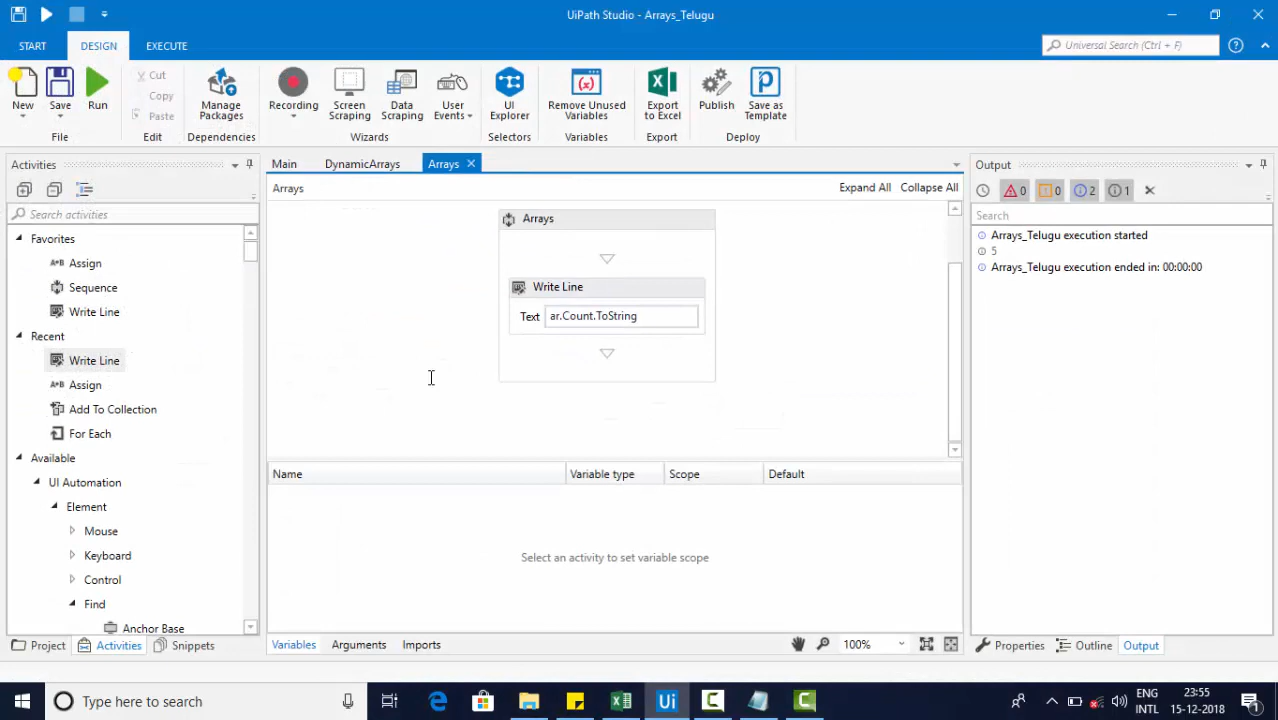 UiPath Studio - Arrays_Telugu
START DESIGN EXECUTE
Universal Search (Ctrl + F)
New Save Run
Cut
Copy
Paste
Manage Packages
Recording
Screen Scraping
Data Scraping
User Events
UI Explorer
Remove Unused Variables
Export to Excel
Publish
Save as Template
File Edit Dependencies Wizards Selectors Variables Export Deploy
Activities
Search activities
Favorites
Assign
Sequence
Write Line
Recent
Write Line
Assign
Add To Collection
For Each
Available
UI Automation
Element
Mouse
Keyboard
Control
Find
Anchor Base
Project Activities Snippets
Main DynamicArrays Arrays
Arrays Expand All Collapse All
Arrays
Write Line
Text ar.Count.ToString
Name Variable type Scope Default
Select an activity to set variable scope
Variables Arguments Imports 100%
Output
0 0 2 1
Search
Arrays_Telugu execution started
5
Arrays_Telugu execution ended in: 00:00:00
Properties Outline Output
Type here to search
Ui
ENG
INTL
23:55
15-12-2018
1